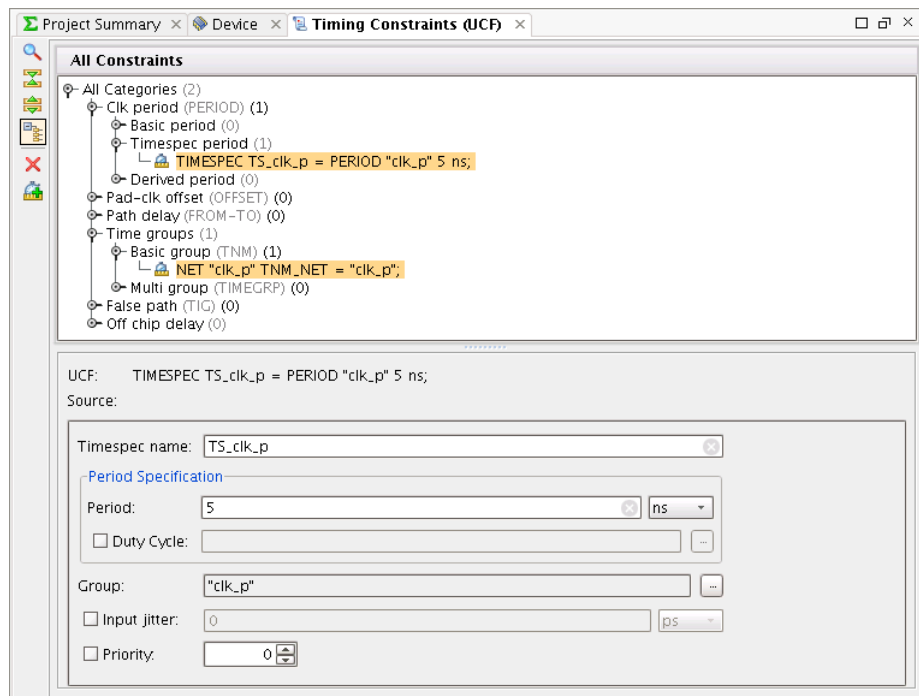 Σ Project Summary × Device × Timing Constraints (UCF) ×
All Constraints
All Categories (2)
Clk period (PERIOD) (1)
Basic period (0)
Timespec period (1)
TIMESPEC TS_clk_p = PERIOD "clk_p" 5 ns;
Derived period (0)
Pad-clk offset (OFFSET) (0)
Path delay (FROM-TO) (0)
Time groups (1)
Basic group (TNM) (1)
NET "clk_p" TNM_NET = "clk_p";
Multi group (TIMEGRP) (0)
False path (TIG) (0)
Off chip delay (0)
UCF: TIMESPEC TS_clk_p = PERIOD "clk_p" 5 ns;
Source:
Timespec name: TS_clk_p
Period Specification
Period: 5 ns
Duty Cycle: ...
Group: "clk_p" ...
Input jitter: 0 ps
Priority: 0